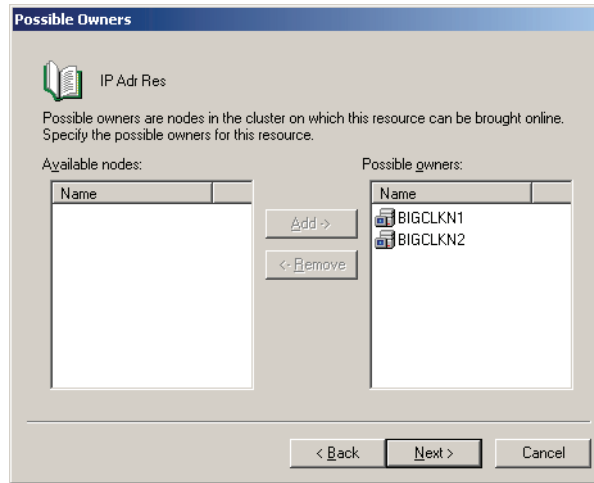 Possible Owners
IP Adr Res
Possible owners are nodes in the cluster on which this resource can be brought online.
Specify the possible owners for this resource.
Available nodes:
Possible owners:
Name
Name
BIGCLKN1
BIGCLKN2
Add ->
<- Remove
< Back
Next >
Cancel